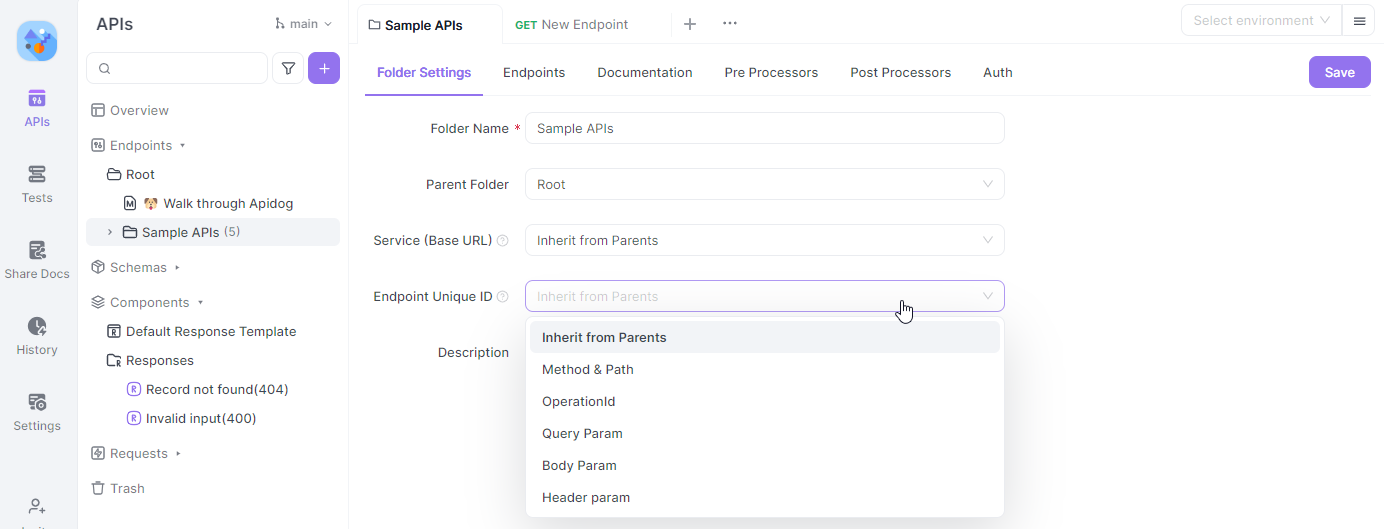 APIs
main
Sample APIs
GET New Endpoint
Select environment
APIs
Tests
Share Docs
History
Settings
Overview
Endpoints
Root
Walk through Apidog
Sample APIs (5)
Schemas
Components
Default Response Template
Responses
Record not found(404)
Invalid input(400)
Requests
Trash
Folder Settings
Endpoints
Documentation
Pre Processors
Post Processors
Auth
Save
Folder Name *
Sample APIs
Parent Folder
Root
Service (Base URL)
Inherit from Parents
Endpoint Unique ID
Inherit from Parents
Description
Inherit from Parents
Method & Path
OperationId
Query Param
Body Param
Header param